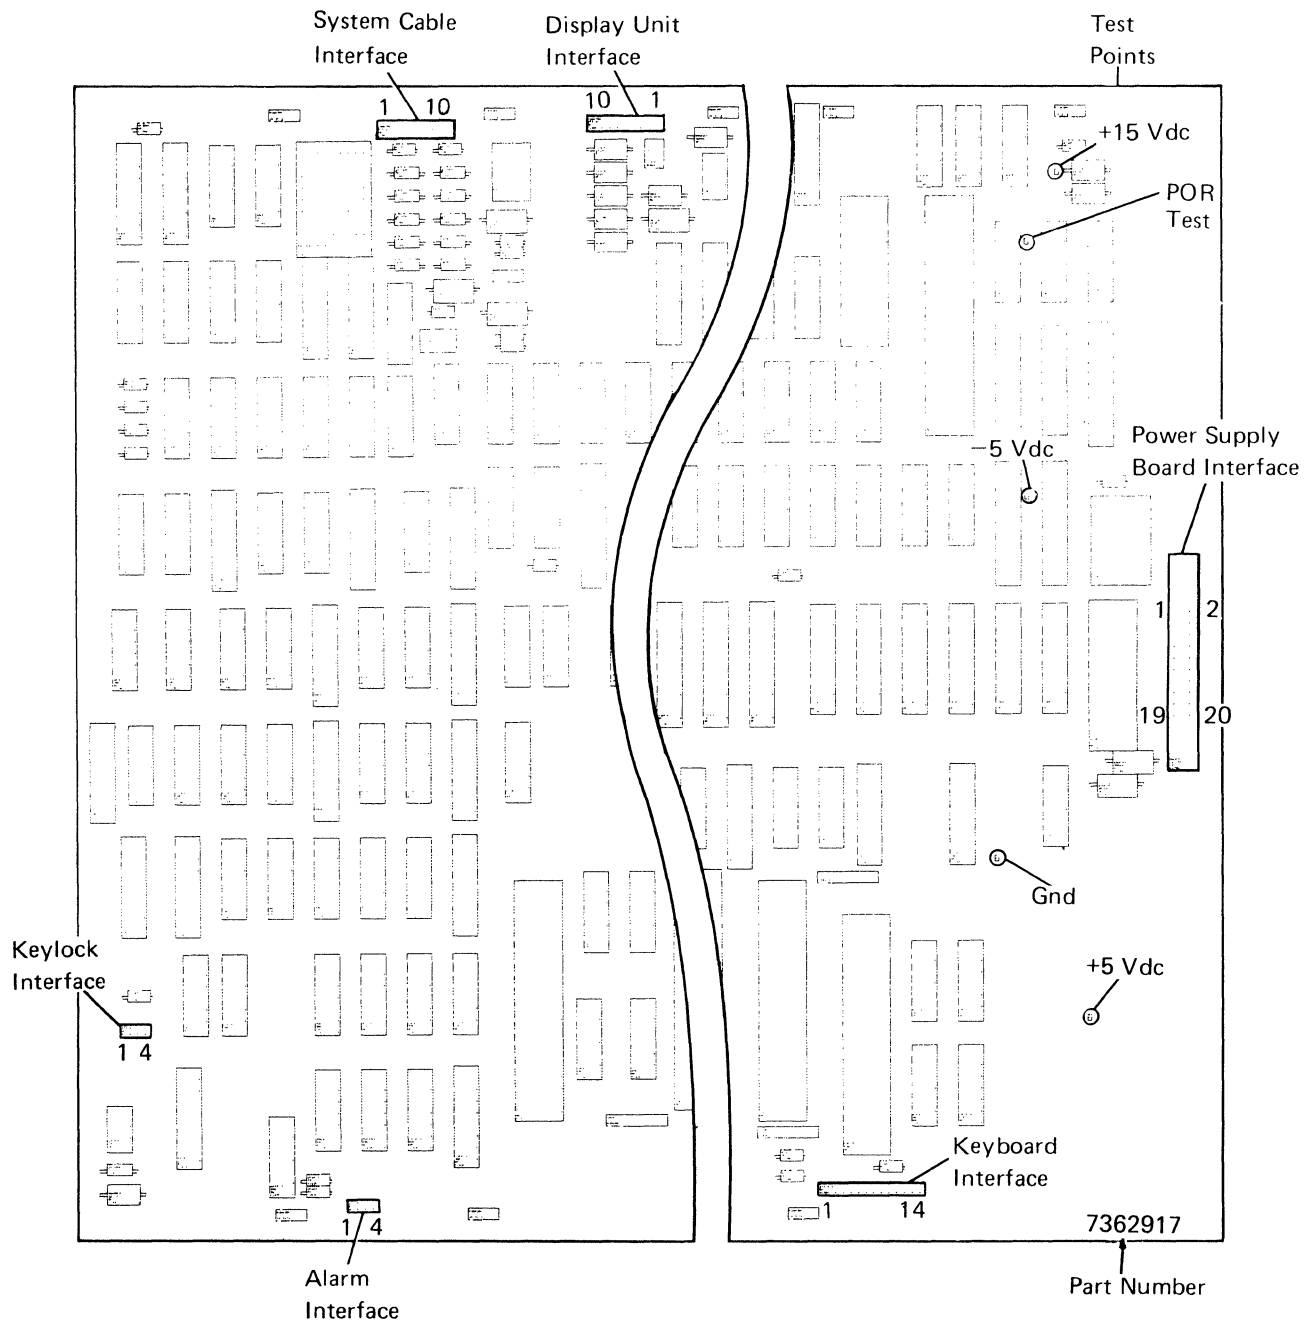 System Cable
Interface
Display Unit
Interface
Test
Points
1 10
10 1
+15 Vdc
POR
Test
−5 Vdc
Power Supply
Board Interface
1 2
19 20
Gnd
+5 Vdc
Keylock
Interface
1 4
Keyboard
Interface
1 14
1 4
7362917
Alarm
Interface
Part Number